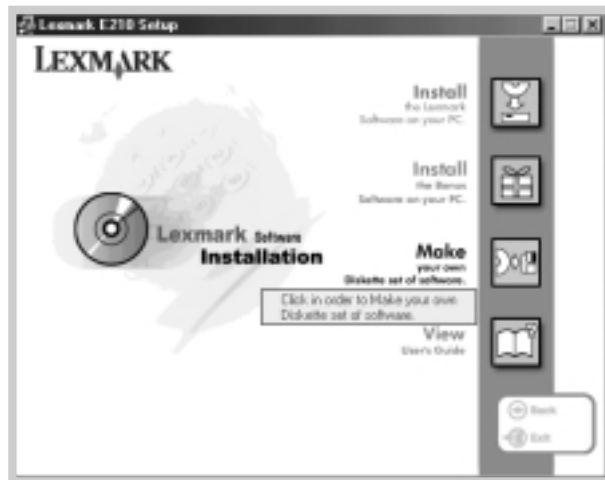 Lexmark E210 Setup
LEXMARK
Install
the Lexmark
Software on your PC.
Install
the Bonus
Software on your PC.
Lexmark Software
Installation
Make
your own
Diskette set of software.
Click in order to Make your own
Diskette set of software.
View
User's Guide
Back
Exit